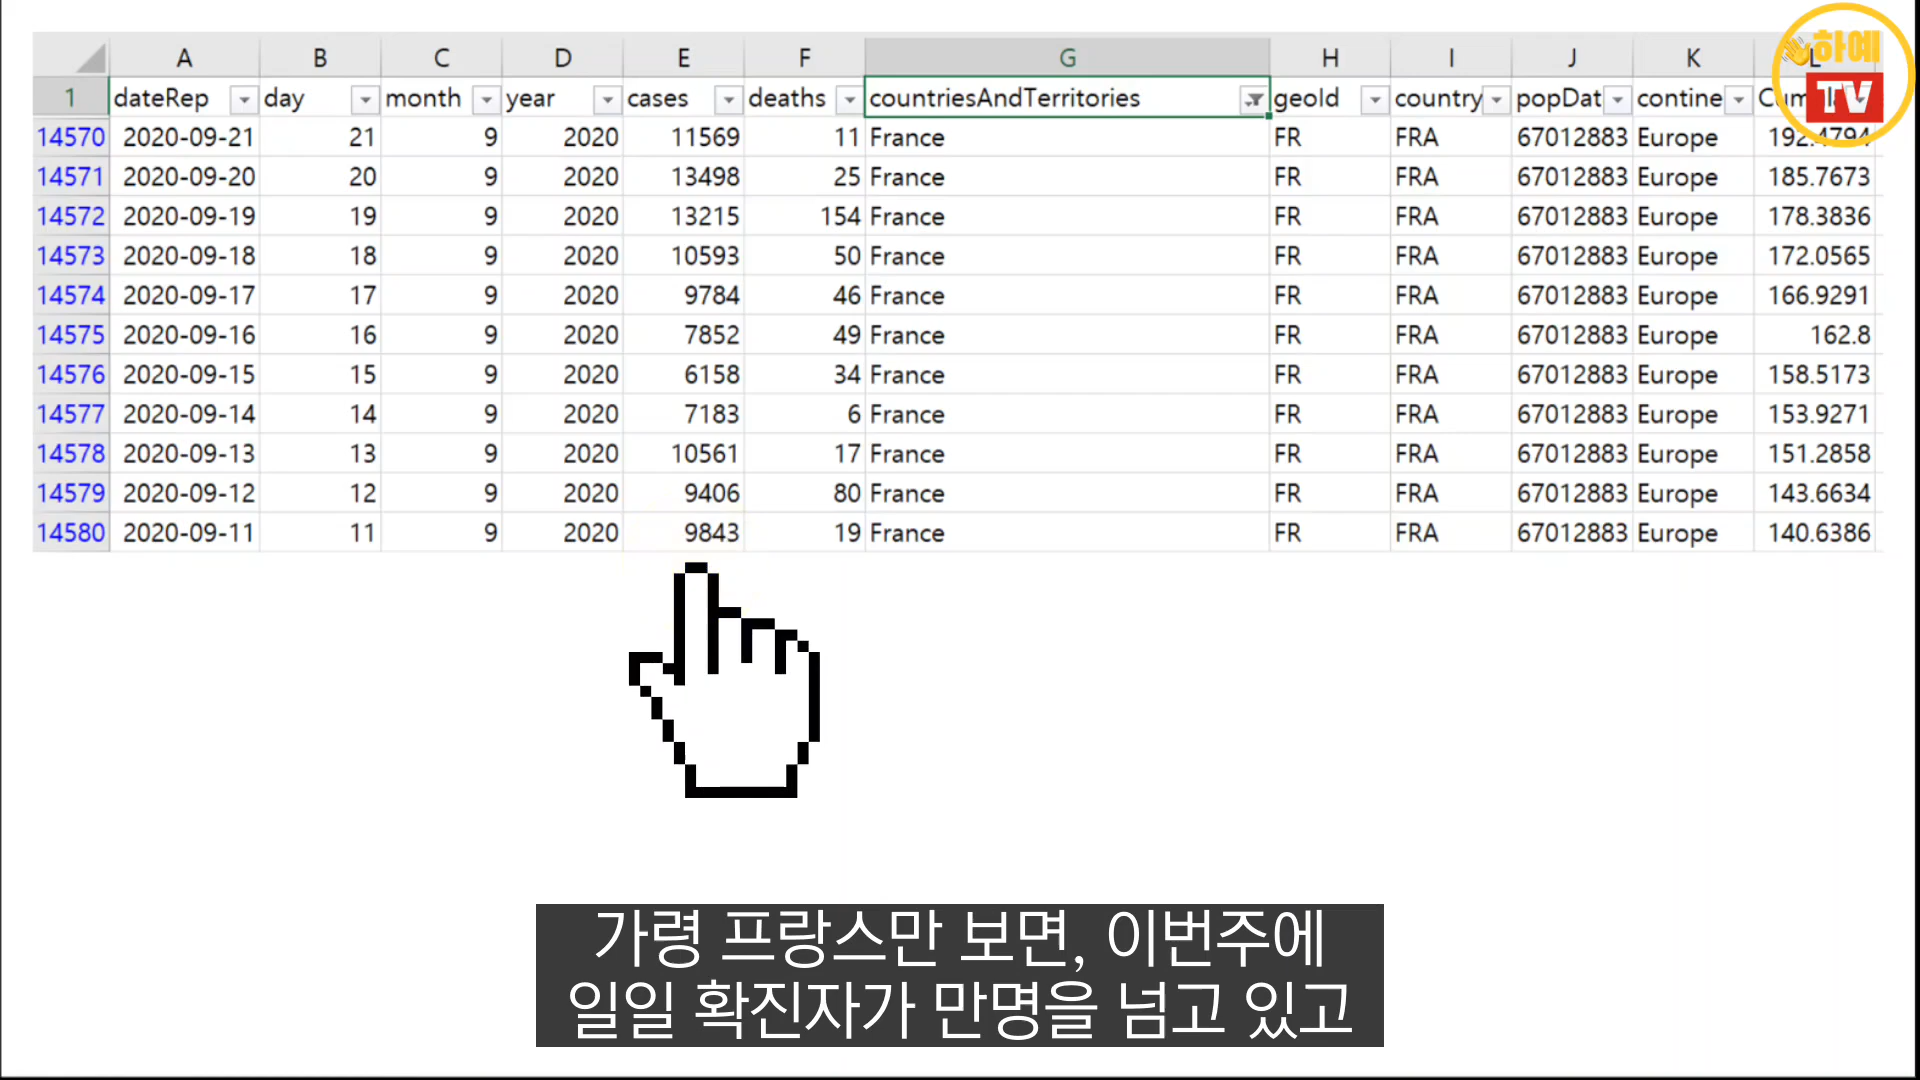 A B C D E F G H I J K L
1 dateRep day month year cases deaths countriesAndTerritories geoId country popDat contine
14570 2020-09-21 21 9 2020 11569 11 France FR FRA 67012883 Europe 192.4794
14571 2020-09-20 20 9 2020 13498 25 France FR FRA 67012883 Europe 185.7673
14572 2020-09-19 19 9 2020 13215 154 France FR FRA 67012883 Europe 178.3836
14573 2020-09-18 18 9 2020 10593 50 France FR FRA 67012883 Europe 172.0565
14574 2020-09-17 17 9 2020 9784 46 France FR FRA 67012883 Europe 166.9291
14575 2020-09-16 16 9 2020 7852 49 France FR FRA 67012883 Europe 162.8
14576 2020-09-15 15 9 2020 6158 34 France FR FRA 67012883 Europe 158.5173
14577 2020-09-14 14 9 2020 7183 6 France FR FRA 67012883 Europe 153.9271
14578 2020-09-13 13 9 2020 10561 17 France FR FRA 67012883 Europe 151.2858
14579 2020-09-12 12 9 2020 9406 80 France FR FRA 67012883 Europe 143.6634
14580 2020-09-11 11 9 2020 9843 19 France FR FRA 67012883 Europe 140.6386
하예
TV
가령 프랑스만 보면, 이번주에
일일 확진자가 만명을 넘고 있고